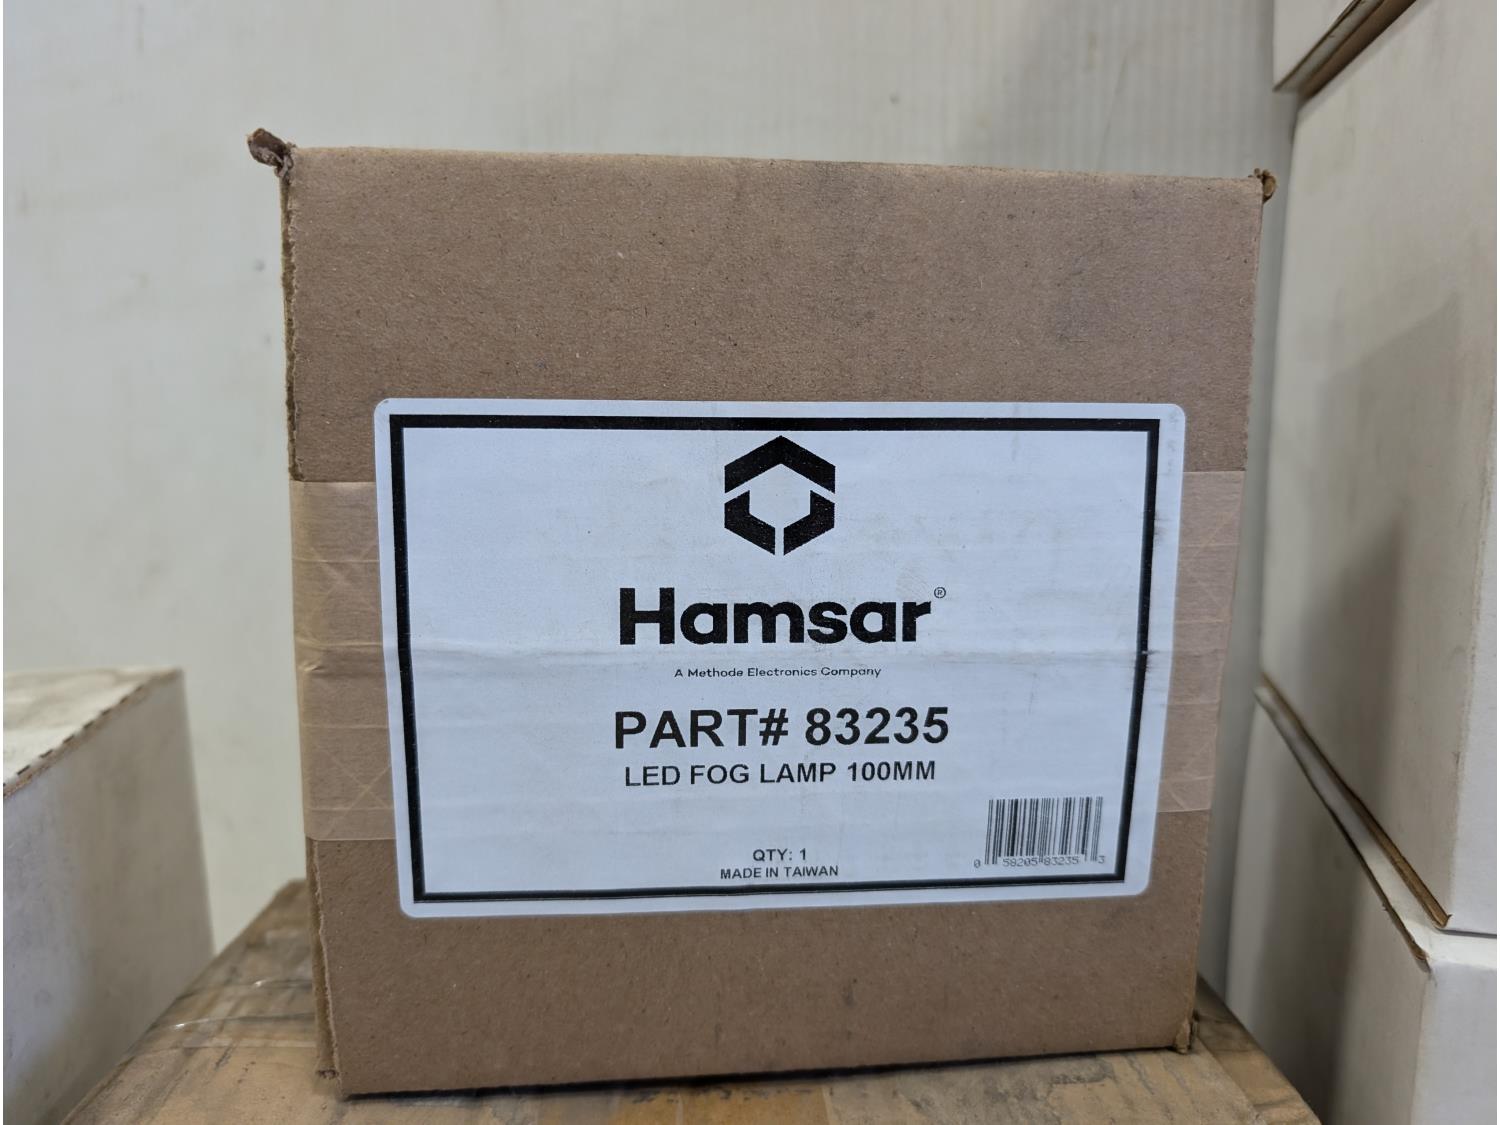 Hamsar®
A Methode Electronics Company
PART# 83235
LED FOG LAMP 100MM
QTY: 1
MADE IN TAIWAN
0 58205 83235 3